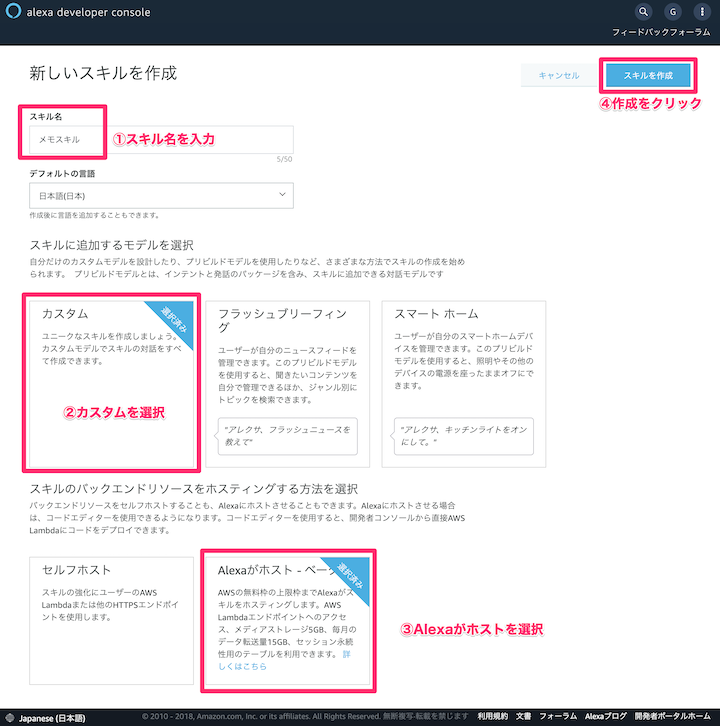 alexa developer console
G
フィードバックフォーラム
新しいスキルを作成
キャンセル
スキルを作成
④作成をクリック
スキル名
メモスキル
①スキル名を入力
5/50
デフォルトの言語
日本語(日本)
作成後に言語を追加することもできます。
スキルに追加するモデルを選択
自分だけのカスタムモデルを設計したり、プリビルドモデルを使用したりなど、さまざまな方法でスキルの作成を始め
られます。 プリビルドモデルとは、インテントと発話のパッケージを含み、スキルに追加できる対話モデルです
カスタム
選択済み
ユニークなスキルを作成しましょう。
カスタムモデルでスキルの対話をすべ
て作成できます。
②カスタムを選択
フラッシュブリーフィン
グ
ユーザーが自分のニュースフィードを
管理できます。このプリビルドモデル
を使用すると、聞きたいコンテンツを
自分で管理できるほか、ジャンル別に
トピックを検索できます。
“アレクサ、フラッシュニュースを
教えて”
スマート ホーム
ユーザーが自分のスマートホームデバ
イスを管理できます。このプリビルド
モデルを使用すると、照明やその他の
デバイスの電源を座ったままオフにで
きます。
“アレクサ、キッチンライトをオン
にして。”
スキルのバックエンドリソースをホスティングする方法を選択
バックエンドリソースをセルフホストすることも、Alexaにホストさせることもできます。Alexaにホストさせる場合
は、コードエディターを使用できるようになります。コードエディターを使用すると、開発者コンソールから直接AWS
Lambdaにコードをデプロイできます。
セルフホスト
スキルの強化にユーザーのAWS
Lambdaまたは他のHTTPSエンドポイ
ントを使用します。
Alexaがホスト - ベー
選択済み
AWSの無料枠の上限枠までAlexaがス
キルをホスティングします。AWS
Lambdaエンドポイントへのアクセ
ス、メディアストレージ5GB、毎月の
データ転送量15GB、セッション永続
性用のテーブルを利用できます。 詳
しくはこちら
③Alexaがホストを選択
Japanese (日本語)
© 2010 - 2018, Amazon.com, Inc. or its affiliates. All Rights Reserved. 無断複写·転載を禁じます
利用規約 文書 フォーラム Alexaブログ 開発者ポータルホーム